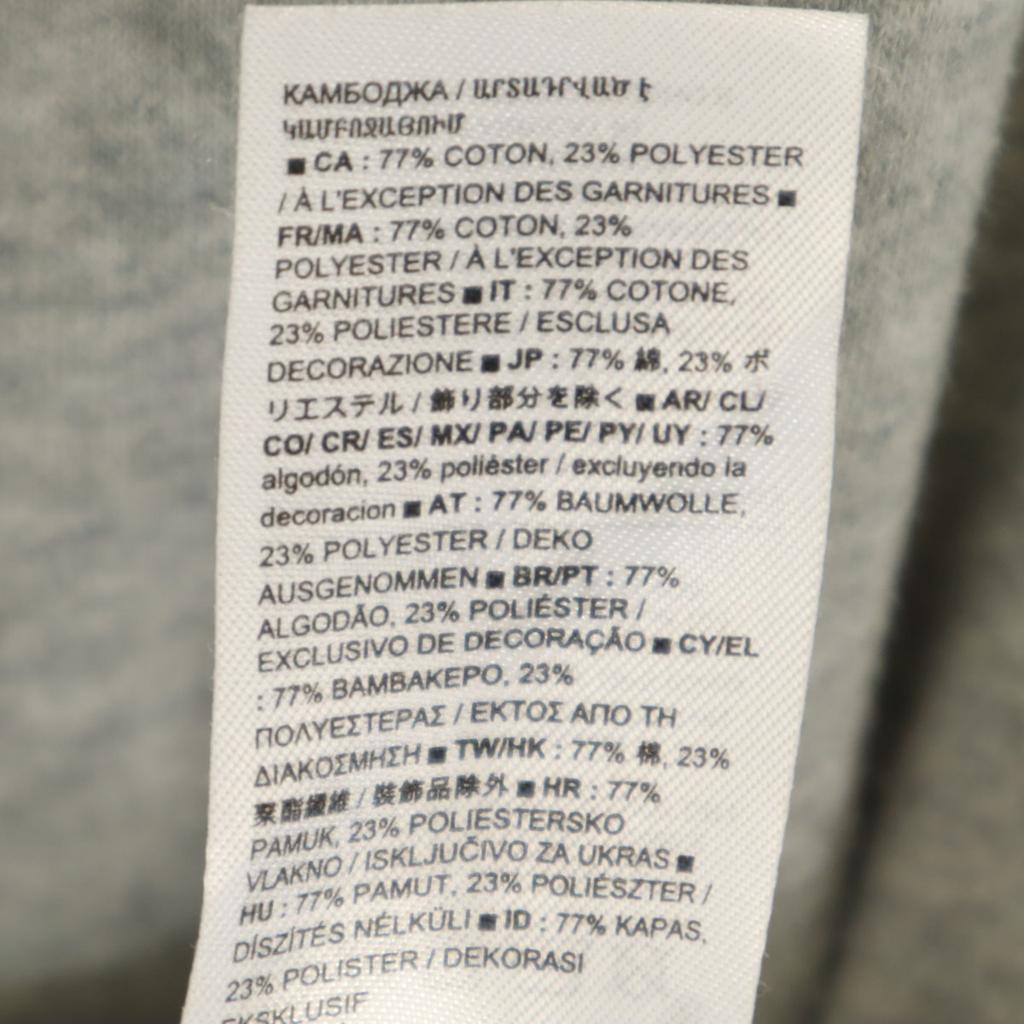 КАМБОДЖА / ԱՐՏԱԴՐՎԱԾ Է
ԿԱՄԲՈՋԱՅՈՒՄ
■ CA : 77% COTON, 23% POLYESTER
/ À L'EXCEPTION DES GARNITURES ■
FR/MA : 77% COTON, 23%
POLYESTER / À L'EXCEPTION DES
GARNITURES ■ IT : 77% COTONE,
23% POLIESTERE / ESCLUSA
DECORAZIONE ■ JP : 77% 綿, 23% ポ
リエステル / 飾り部分を除く ■ AR/ CL/
CO/ CR/ ES/ MX/ PA/ PE/ PY/ UY : 77%
algodón, 23% poliéster / excluyendo la
decoracion ■ AT : 77% BAUMWOLLE,
23% POLYESTER / DEKO
AUSGENOMMEN ■ BR/PT : 77%
ALGODÃO, 23% POLIÉSTER /
EXCLUSIVO DE DECORAÇÃO ■ CY/EL
: 77% ΒΑΜΒΑΚΕΡΟ, 23%
ΠΟΛΥΕΣΤΕΡΑΣ / ΕΚΤΟΣ ΑΠΟ ΤΗ
ΔΙΑΚΟΣΜΗΣΗ ■ TW/HK : 77% 棉, 23%
聚酯纖維 / 裝飾品除外 ■ HR : 77%
PAMUK, 23% POLIESTERSKO
VLAKNO / ISKLJUČIVO ZA UKRAS ■
HU : 77% PAMUT, 23% POLIÉSZTER /
DÍSZÍTÉS NÉLKÜLI ■ ID : 77% KAPAS,
23% POLISTER / DEKORASI
EKSKLUSIF